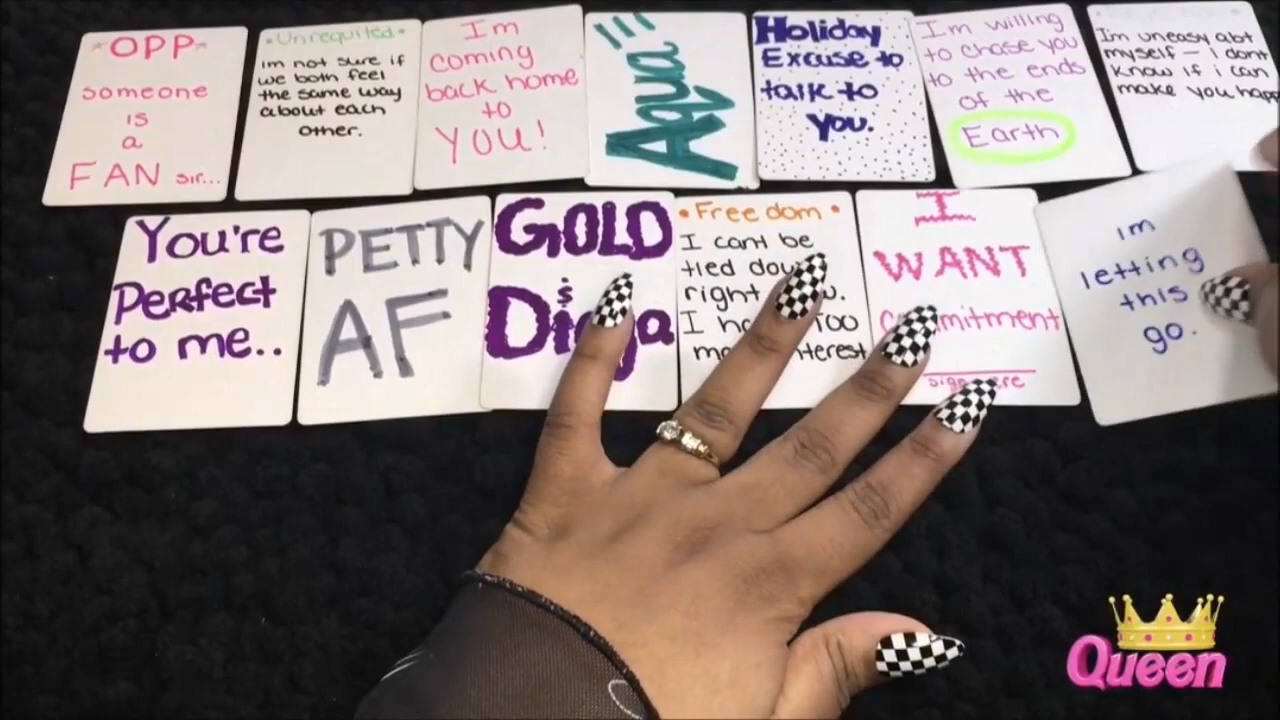 *OPP*
someone
is
a
FAN sir...
•Unrequited•
im not sure if
we both feel
the same way
about each
other.
Im
coming
back home
to
YOU!
Aqua
Holiday
Excuse to
talk to
You.
Im willing
to chase you
to the ends
of the
Earth
Im uneasy abt
myself - i dont
know if i can
make you
You're
Perfect
to me..
PETTY
AF
GOLD
$
•Freedom•
I cant be
tied
right
I
I
WANT
im
letting
this
go.
Queen